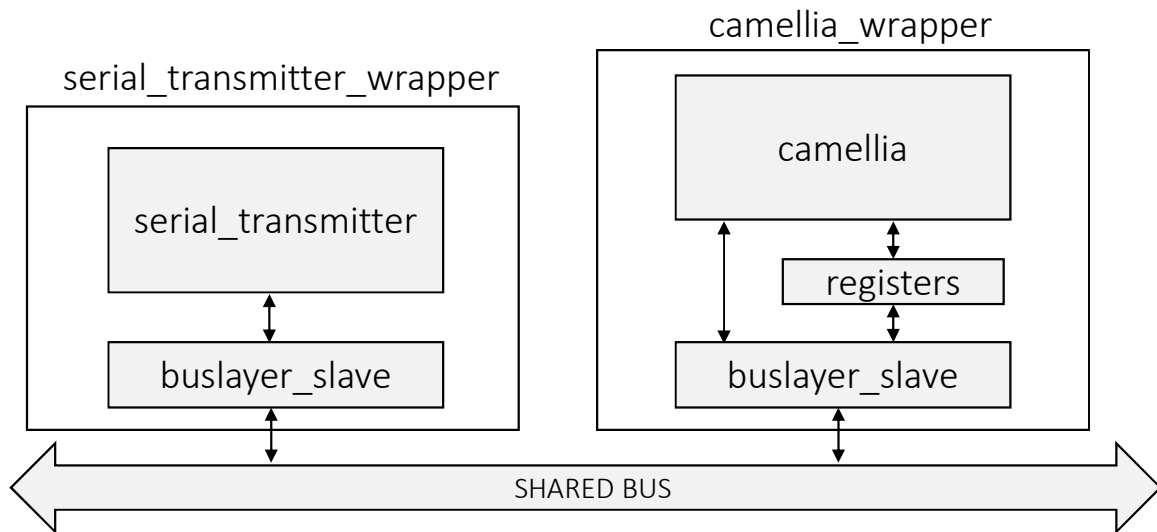 camellia_wrapper
serial_transmitter_wrapper
camellia
serial_transmitter
registers
buslayer_slave
buslayer_slave
SHARED BUS